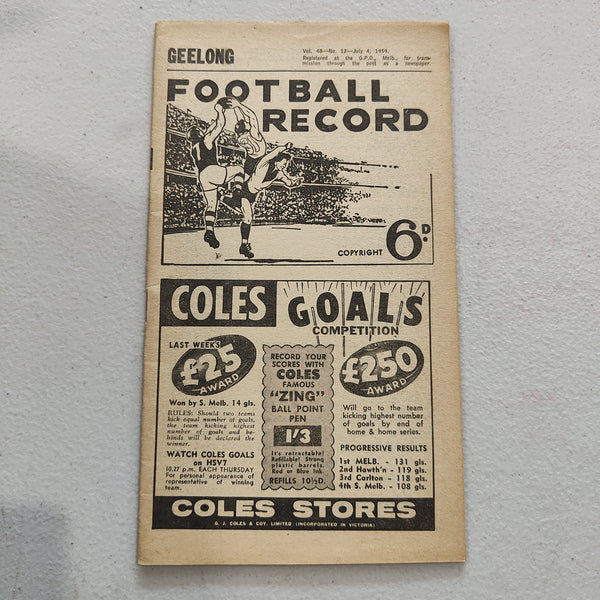 GEELONG
Vol. 48—No. 12—July 4, 1959.
Registered at the G.P.O., Melb., for trans-
mission through the post as a newspaper.
FOOTBALL
RECORD
7
COPYRIGHT 6D.
COLES GOALS
COMPETITION
LAST WEEK'S
£25
AWARD
Won by S. Melb. 14 gls.
RULES: Should two teams
kick equal number of goals,
the team kicking highest
number of goals and be-
hinds will be declared the
winner.
WATCH COLES GOALS
on HSV7
10.27 p.m. EACH THURSDAY
For personal appearance of
representative of winning
team.
RECORD YOUR
SCORES WITH
COLES
FAMOUS
"ZING"
BALL POINT
PEN
1/3
It's retractable!
Refillable! Strong
plastic barrels.
Red or Blue Ink.
REFILLS 10½D.
£250
AWARD
Will go to the team
kicking highest number
of goals by end of
home & home series.
PROGRESSIVE RESULTS
1st MELB. - 131 gls.
2nd Hawth'n - 119 gls.
3rd Carlton - 118 gls.
4th S. Melb. - 108 gls.
COLES STORES
G. J. COLES & COY. LIMITED (INCORPORATED IN VICTORIA)